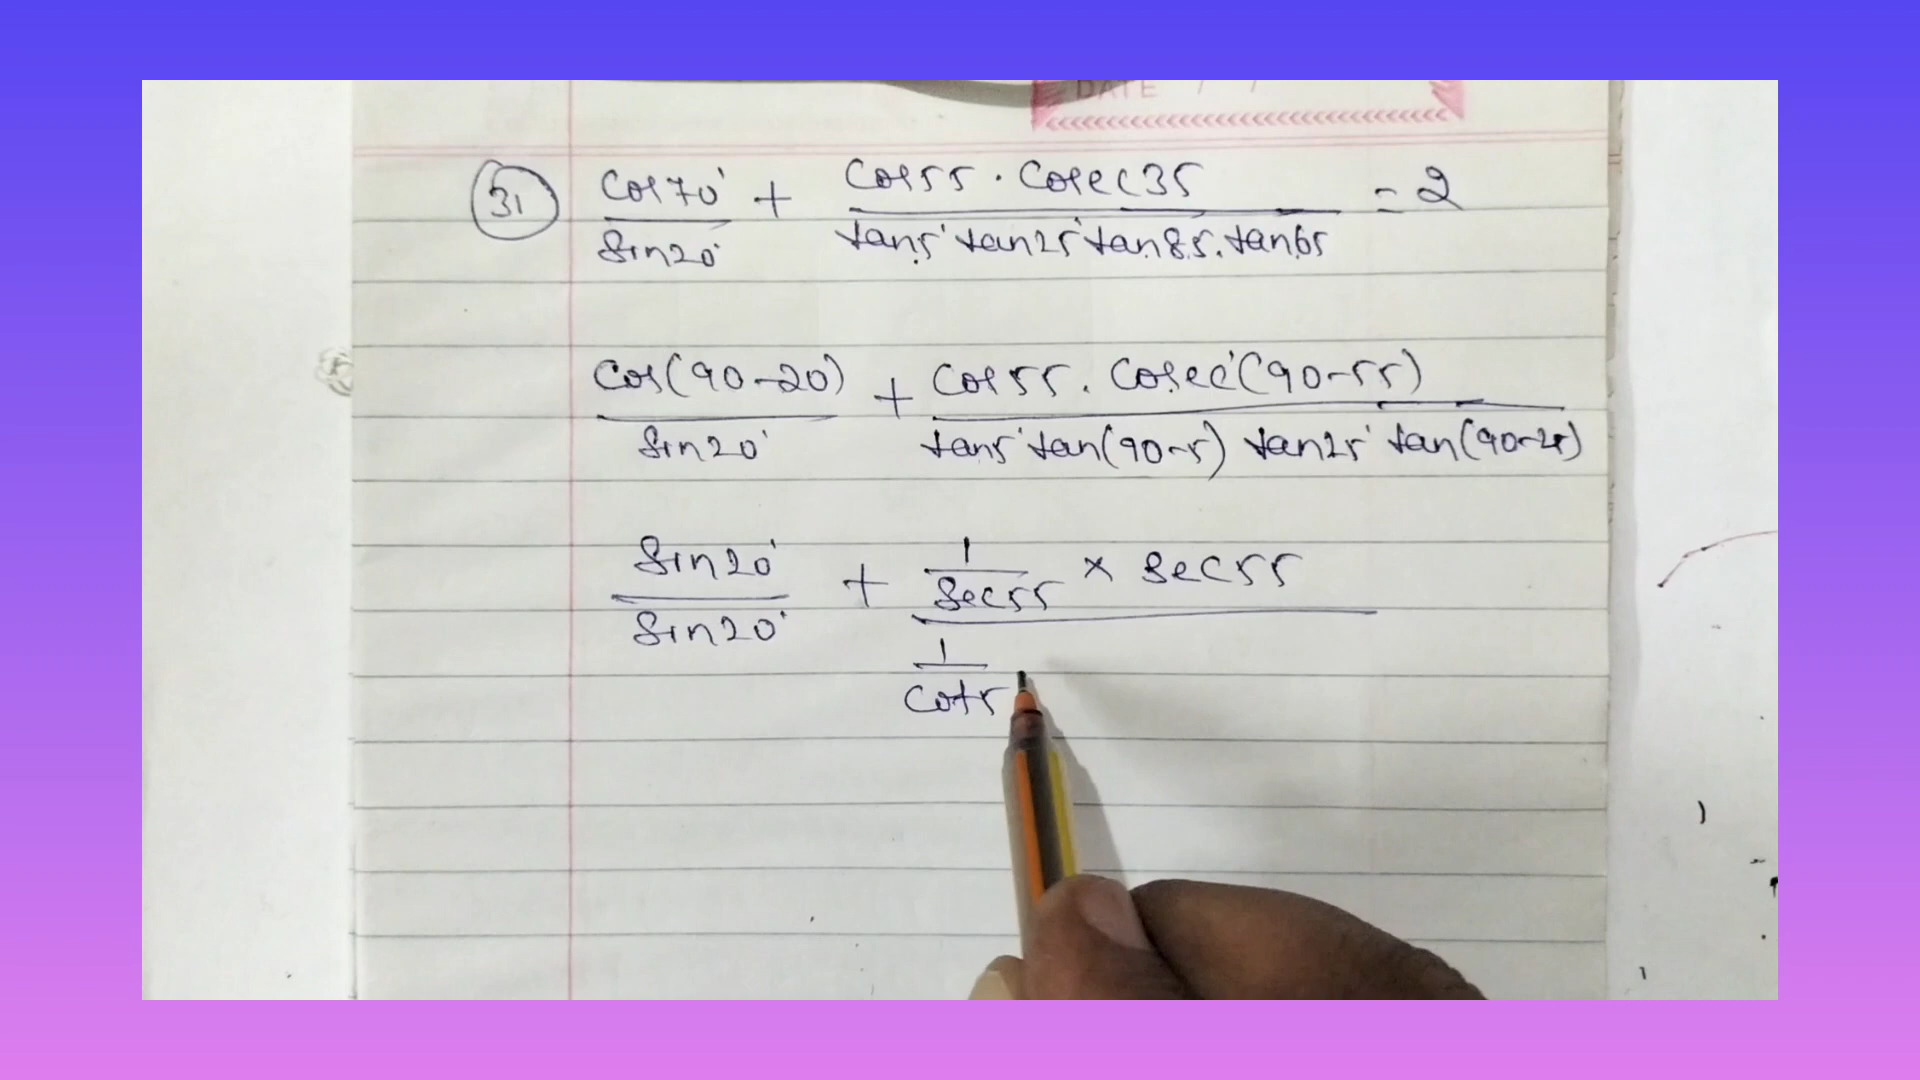 DATE / /
31 cos70° + cos55 · cosec35 = 2
sin20° tan5° tan25° tan85 · tan65
cos(90-20) + cos55 · cosec(90-55)
sin20° tan5° tan(90-5) tan25° tan(90-25)
sin20° + 1 × sec55
sin20° sec55
1
cot5